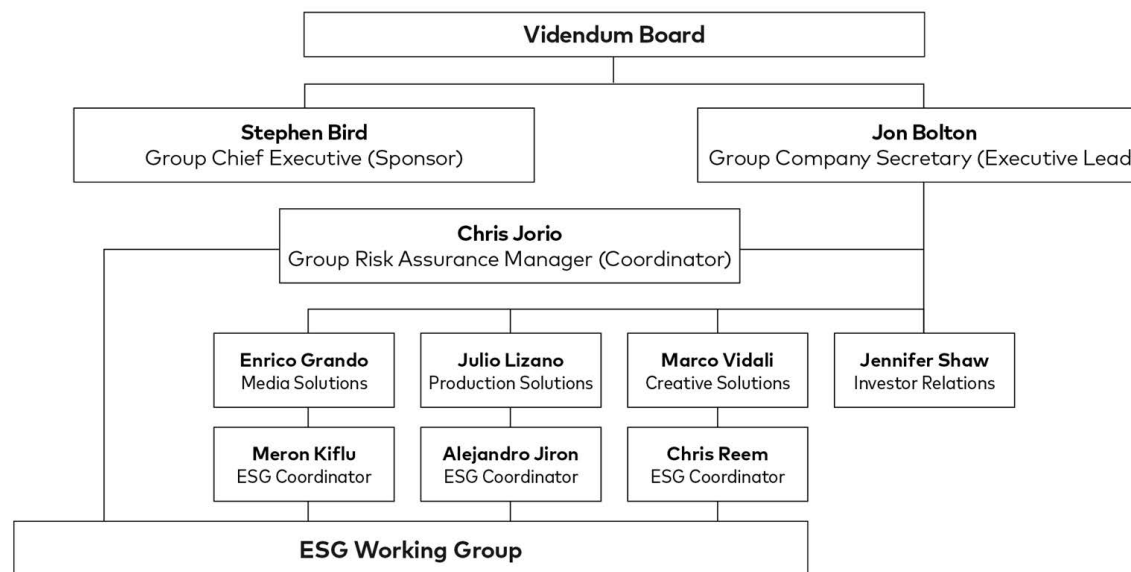 Videndum Board
Stephen Bird
Group Chief Executive (Sponsor)
Jon Bolton
Group Company Secretary (Executive Lead
Chris Jorio
Group Risk Assurance Manager (Coordinator)
Enrico Grando
Media Solutions
Julio Lizano
Production Solutions
Marco Vidali
Creative Solutions
Jennifer Shaw
Investor Relations
Meron Kiflu
ESG Coordinator
Alejandro Jiron
ESG Coordinator
Chris Reem
ESG Coordinator
ESG Working Group